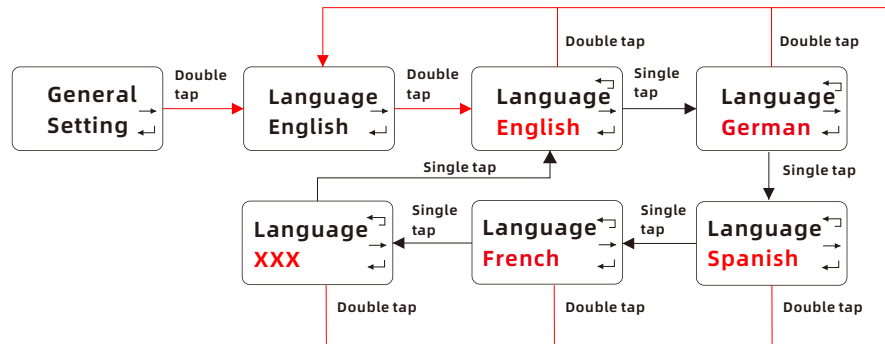 Double tap
Double tap
General
Setting
Double
tap
Language
English
Double
tap
Language
English
Single
tap
Language
German
Single tap
Single tap
Language
XXX
Single
tap
Language
French
Single
tap
Language
Spanish
Double tap
Double tap
Double tap